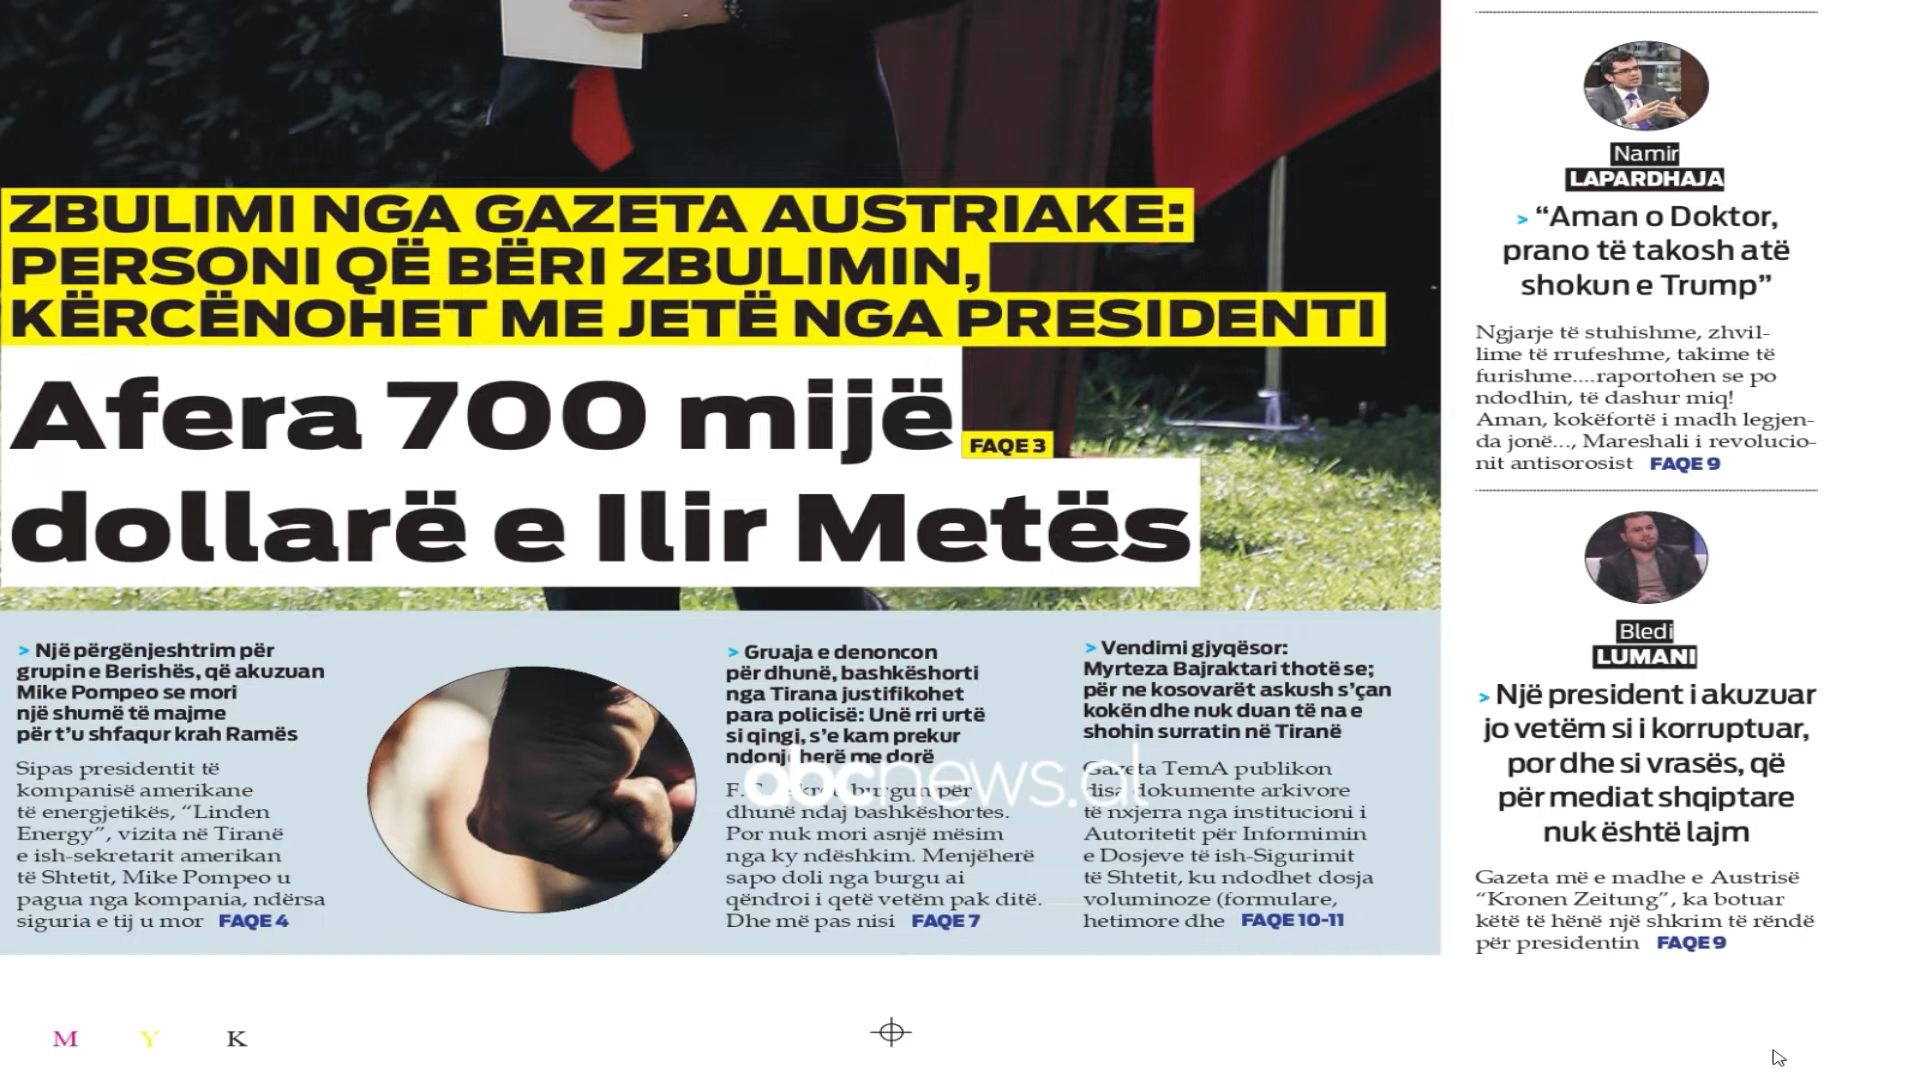 ZBULIMI NGA GAZETA AUSTRIAKE:
PERSONI QË BËRI ZBULIMIN,
KËRCËNOHET ME JETË NGA PRESIDENTI
Afera 700 mijë
FAQE 3
dollarë e Ilir Metës
> Një përgënjeshtrim për
grupin e Berishës, që akuzuan
Mike Pompeo se mori
një shumë të majme
për t'u shfaqur krah Ramës
Sipas presidentit të
kompanisë amerikane
të energjetikës, “Linden
Energy”, vizita në Tiranë
e ish-sekretarit amerikan
të Shtetit, Mike Pompeo u
pagua nga kompania, ndërsa
siguria e tij u mor FAQE 4
> Gruaja e denoncon
për dhunë, bashkëshorti
nga Tirana justifikohet
para policisë: Unë rri urtë
si qingj, s'e kam prekur
ndonjëherë me dorë
burgun për
dhunë ndaj bashkëshortes.
Por nuk mori asnjë mësim
nga ky ndëshkim. Menjëherë
sapo doli nga burgu ai
qëndroi i qetë vetëm pak ditë.
Dhe më pas nisi FAQE 7
> Vendimi gjyqësor:
Myrteza Bajraktari thotë se;
për ne kosovarët askush s'çan
kokën dhe nuk duan të na e
shohin surratin në Tiranë
Gazeta TemA publikon
disa dokumente arkivore
të nxjerra nga institucioni i
Autoritetit për Informimin
e Dosjeve të ish-Sigurimit
të Shtetit, ku ndodhet dosja
voluminoze (formulare,
hetimore dhe FAQE 10-11
abcnews.al
Namir
LAPARDHAJA
> “Aman o Doktor,
prano të takosh atë
shokun e Trump”
Ngjarje të stuhishme, zhvil-
lime të rrufeshme, takime të
furishme....raportohen se po
ndodhin, të dashur miq!
Aman, kokëfortë i madh legjen-
da jonë..., Mareshali i revolucio-
nit antisorosist FAQE 9
Bledi
LUMANI
> Një president i akuzuar
jo vetëm si i korruptuar,
por dhe si vrasës, që
për mediat shqiptare
nuk është lajm
Gazeta më e madhe e Austrisë
“Kronen Zeitung”, ka botuar
këtë të hënë një shkrim të rëndë
për presidentin FAQE 9
M Y K